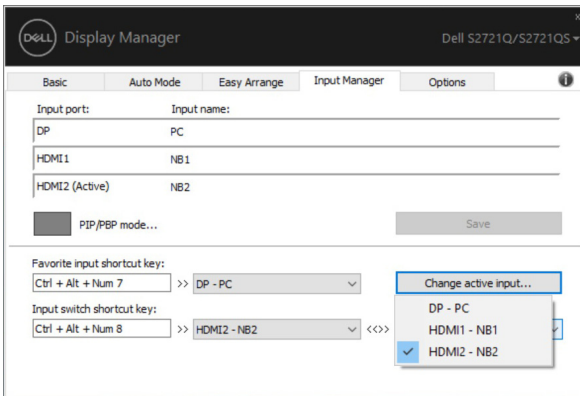 DELL Display Manager
Dell S2721Q/S2721QS
Basic Auto Mode Easy Arrange Input Manager Options
Input port: Input name:
DP PC
HDMI1 NB1
HDMI2 (Active) NB2
PIP/PBP mode... Save
Favorite input shortcut key:
Ctrl + Alt + Num 7 >> DP - PC Change active input...
Input switch shortcut key:
Ctrl + Alt + Num 8 >> HDMI2 - NB2 <<>>
DP - PC
HDMI1 - NB1
HDMI2 - NB2